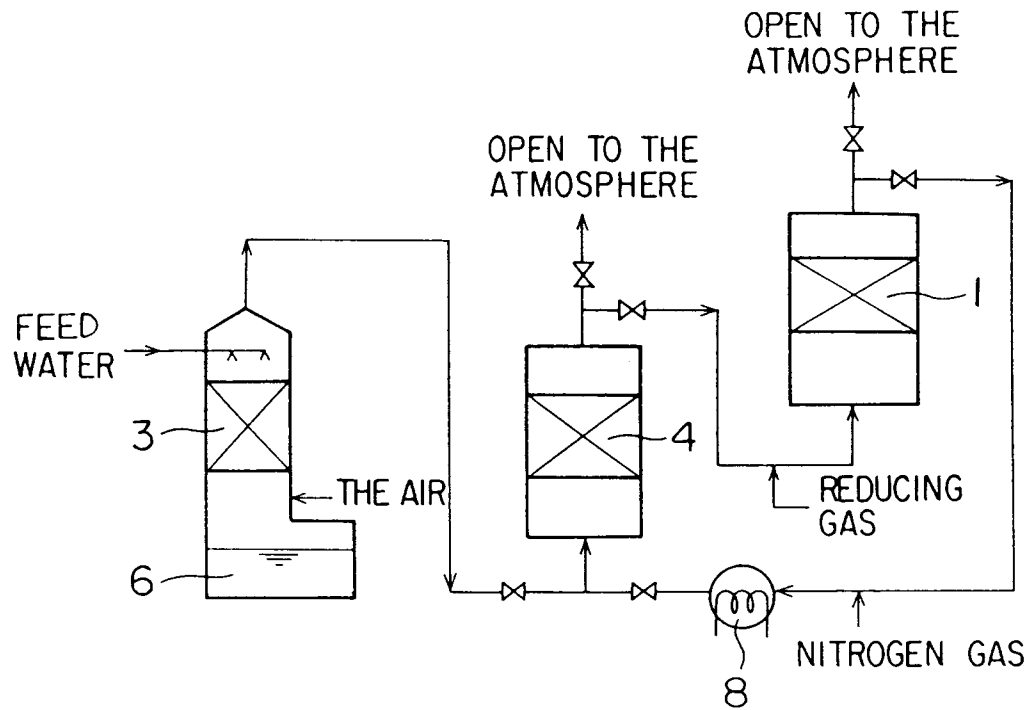 OPEN TO THE
ATMOSPHERE
OPEN TO THE
ATMOSPHERE
1
FEED
WATER
3
4
THE AIR
REDUCING
GAS
6
NITROGEN GAS
8